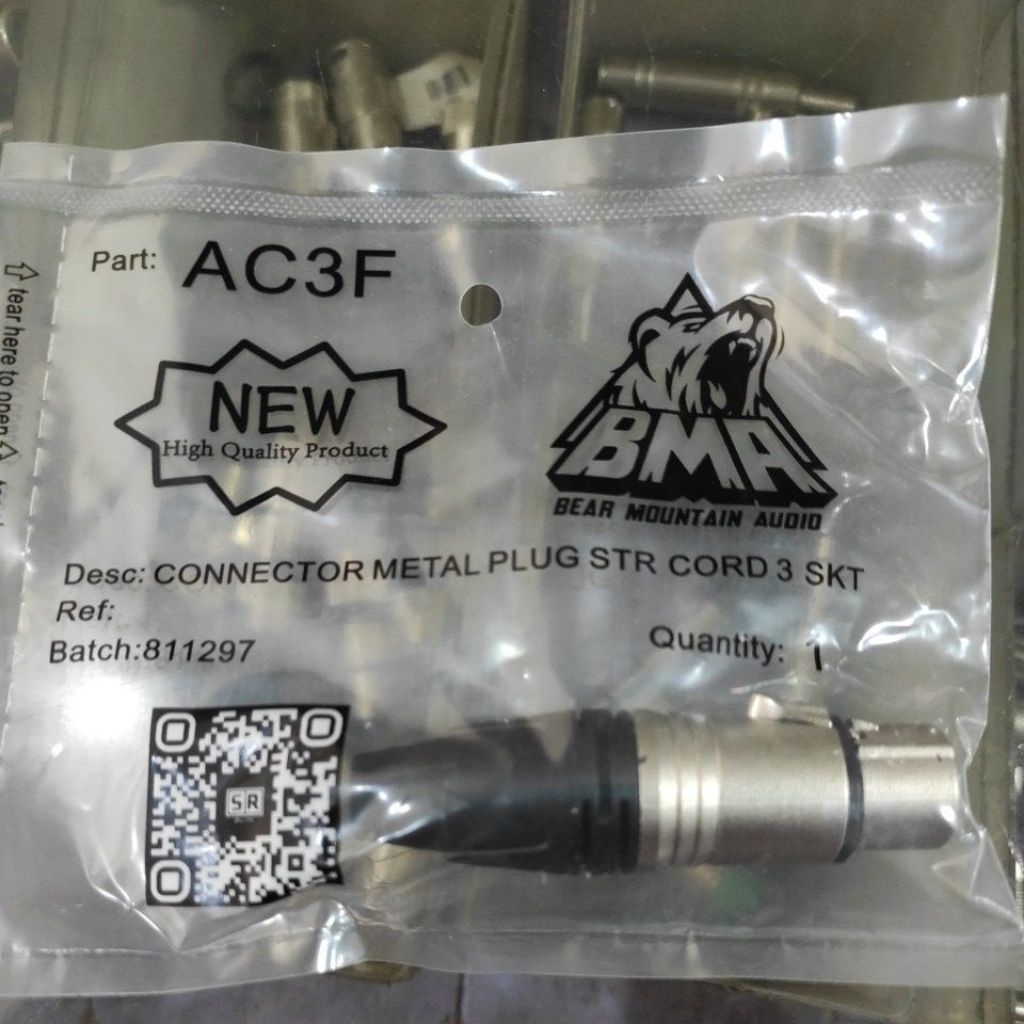 Part: AC3F
NEW
High Quality Product
BMA
BEAR MOUNTAIN AUDIO
tear here to open
Desc: CONNECTOR METAL PLUG STR CORD 3 SKT
Ref:
Batch:811297
Quantity: 1
SR